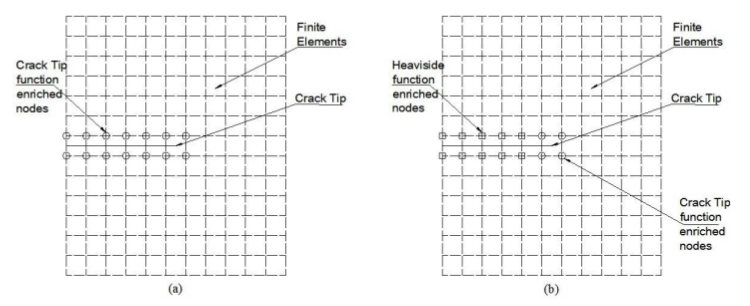 Finite
Elements
Crack Tip
function
enriched
nodes
Crack Tip
(a)
Finite
Elements
Heaviside
function
enriched
nodes
Crack Tip
Crack Tip
function
enriched
nodes
(b)